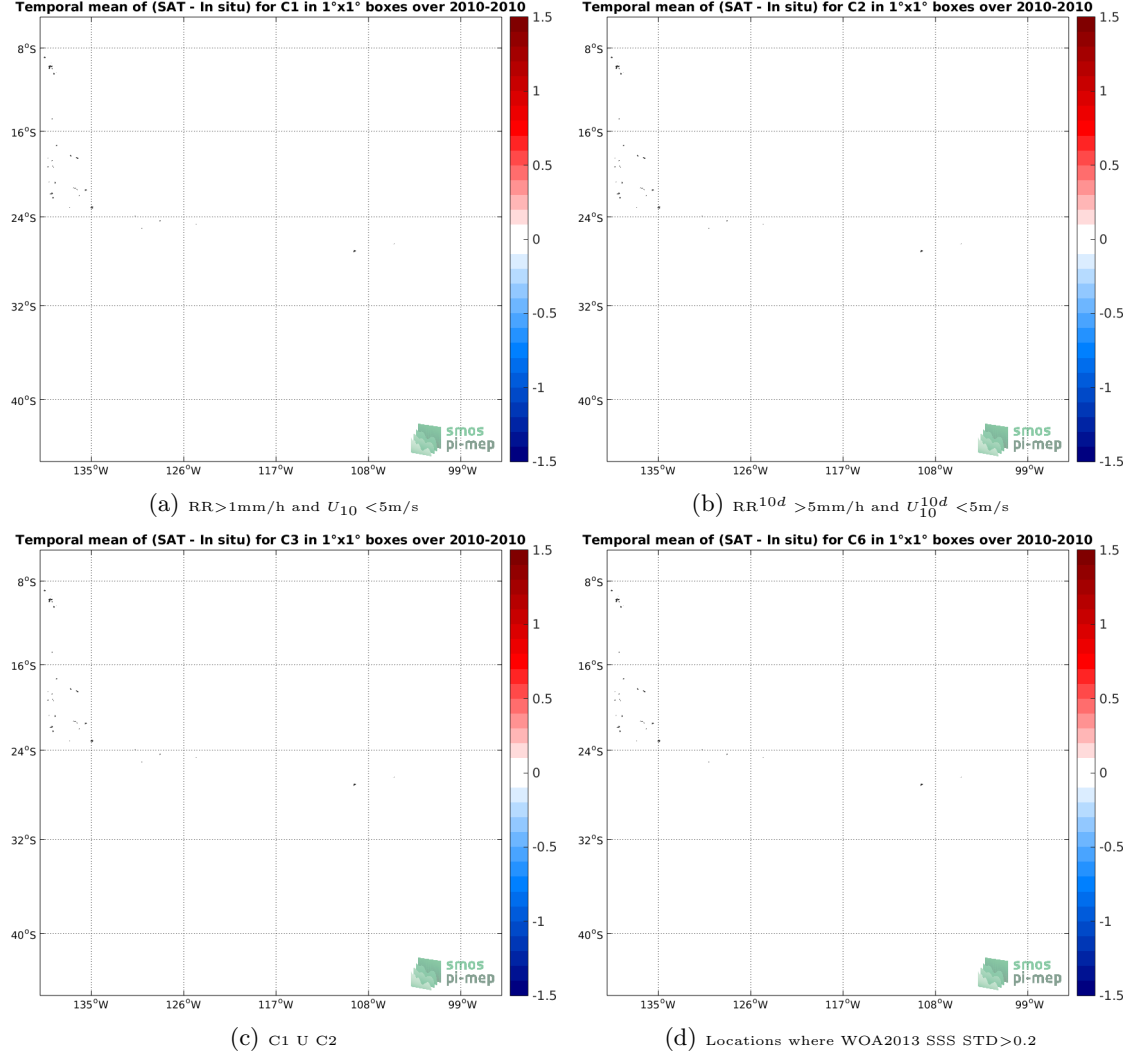 Temporal mean of (SAT - In situ) for C1 in 1°x1° boxes over 2010-2010
8°S
16°S
24°S
32°S
40°S
135°W 126°W 117°W 108°W 99°W
1.5
1
0.5
0
-0.5
-1
-1.5
smos
pi-mep
(a) RR>1mm/h and U10 <5m/s
Temporal mean of (SAT - In situ) for C2 in 1°x1° boxes over 2010-2010
8°S
16°S
24°S
32°S
40°S
135°W 126°W 117°W 108°W 99°W
1.5
1
0.5
0
-0.5
-1
-1.5
smos
pi-mep
(b) RR^10d >5mm/h and U10^10d <5m/s
Temporal mean of (SAT - In situ) for C3 in 1°x1° boxes over 2010-2010
8°S
16°S
24°S
32°S
40°S
135°W 126°W 117°W 108°W 99°W
1.5
1
0.5
0
-0.5
-1
-1.5
smos
pi-mep
(c) C1 U C2
Temporal mean of (SAT - In situ) for C6 in 1°x1° boxes over 2010-2010
8°S
16°S
24°S
32°S
40°S
135°W 126°W 117°W 108°W 99°W
1.5
1
0.5
0
-0.5
-1
-1.5
smos
pi-mep
(d) Locations where WOA2013 SSS STD>0.2